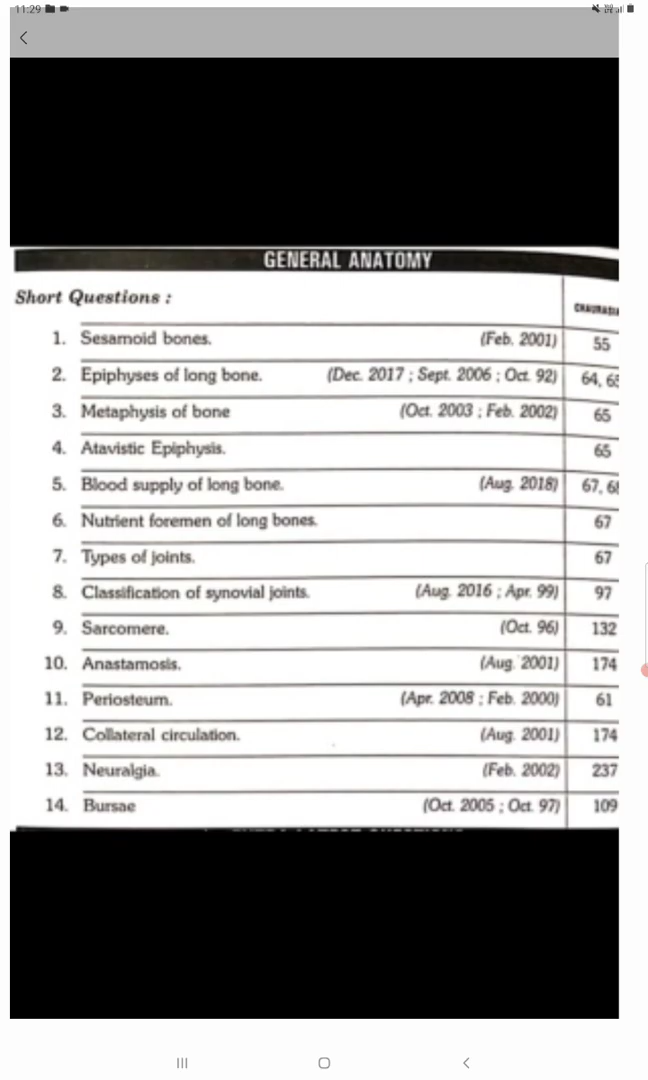 11:29
GENERAL ANATOMY
Short Questions :
CHAURASIA
1. Sesamoid bones. (Feb. 2001) 55
2. Epiphyses of long bone. (Dec. 2017 ; Sept. 2006 ; Oct. 92) 64, 65
3. Metaphysis of bone (Oct. 2003 ; Feb. 2002) 65
4. Atavistic Epiphysis. 65
5. Blood supply of long bone. (Aug. 2018) 67, 68
6. Nutrient foremen of long bones. 67
7. Types of joints. 67
8. Classification of synovial joints. (Aug. 2016 ; Apr. 99) 97
9. Sarcomere. (Oct. 96) 132
10. Anastamosis. (Aug. 2001) 174
11. Periosteum. (Apr. 2008 ; Feb. 2000) 61
12. Collateral circulation. (Aug. 2001) 174
13. Neuralgia. (Feb. 2002) 237
14. Bursae (Oct. 2005 ; Oct. 97) 109